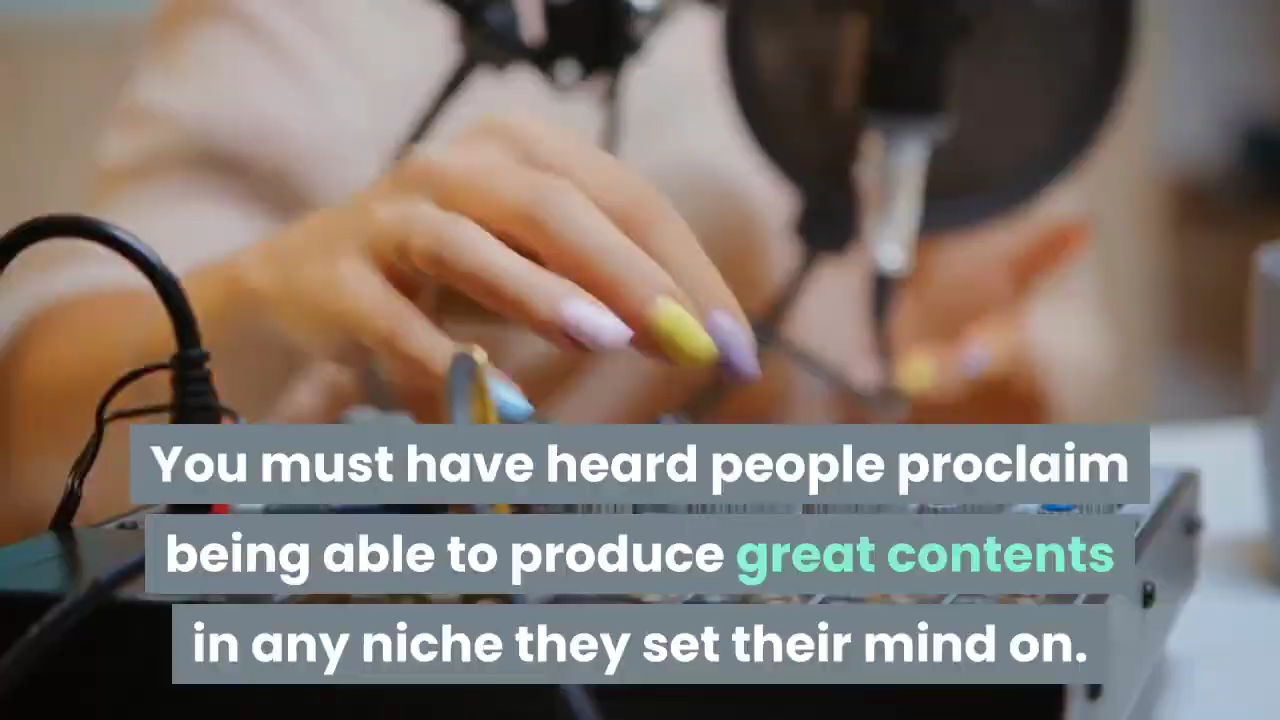 You must have heard people proclaim
being able to produce great contents
in any niche they set their mind on.